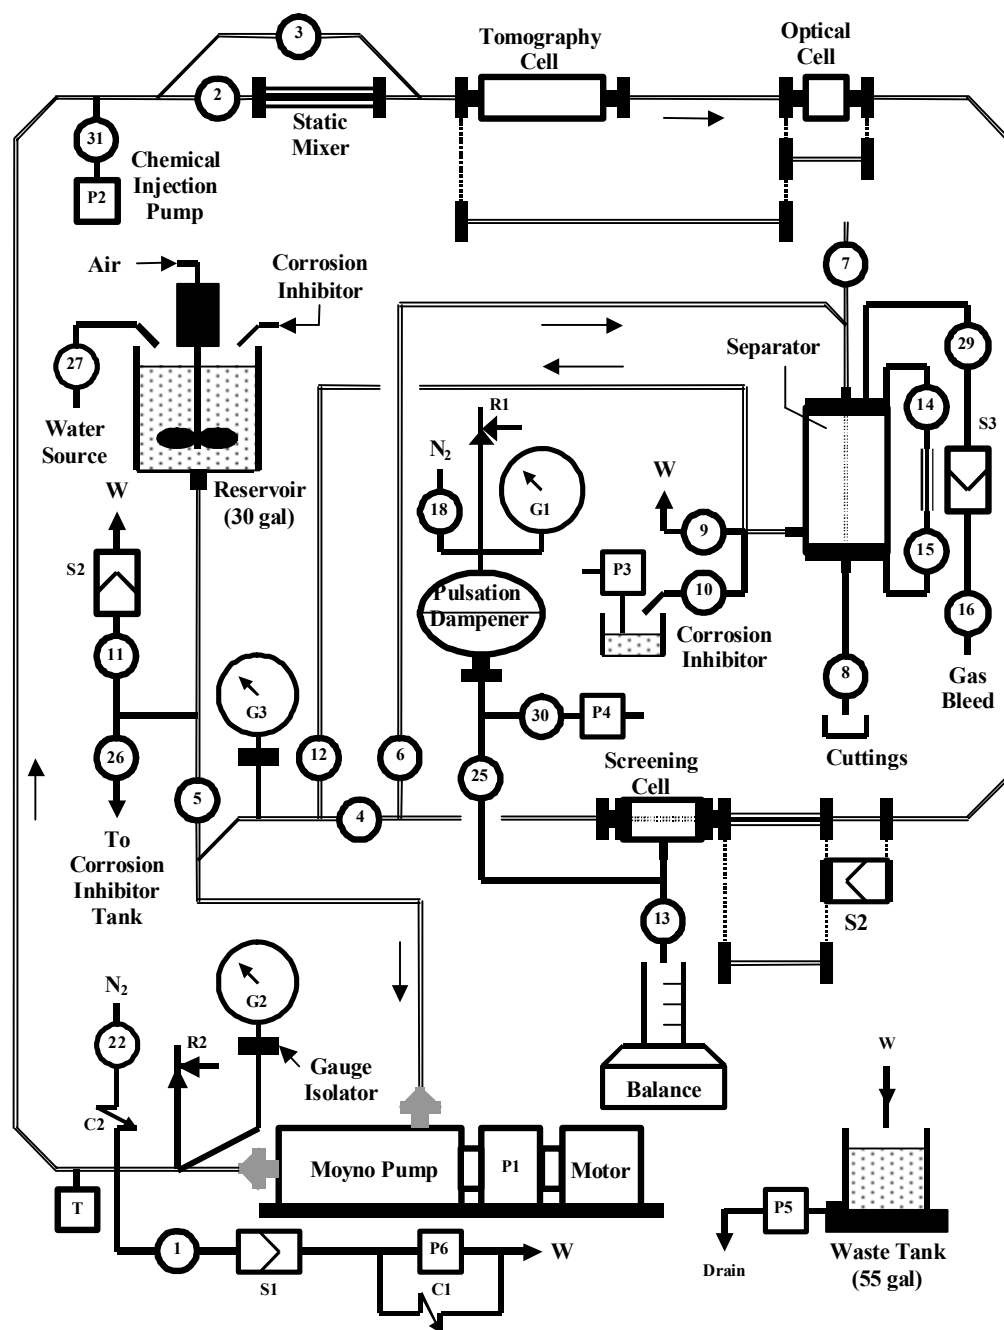 3
Tomography
Cell
Optical
Cell
2
Static
Mixer
31
P2
Chemical
Injection
Pump
7
Air
Corrosion
Inhibitor
27
Water
Source
Reservoir
(30 gal)
Separator
29
14
S3
15
16
Gas
Bleed
R1
N2
18
G1
W
9
P3
10
Corrosion
Inhibitor
8
Cuttings
W
S2
11
Pulsation
Dampener
G3
30
P4
26
12
6
25
Screening
Cell
5
4
To
Corrosion
Inhibitor
Tank
13
S2
N2
22
G2
R2
Gauge
Isolator
C2
Balance
W
Moyno Pump
P1
Motor
T
P5
Drain
Waste Tank
(55 gal)
1
S1
P6
W
C1